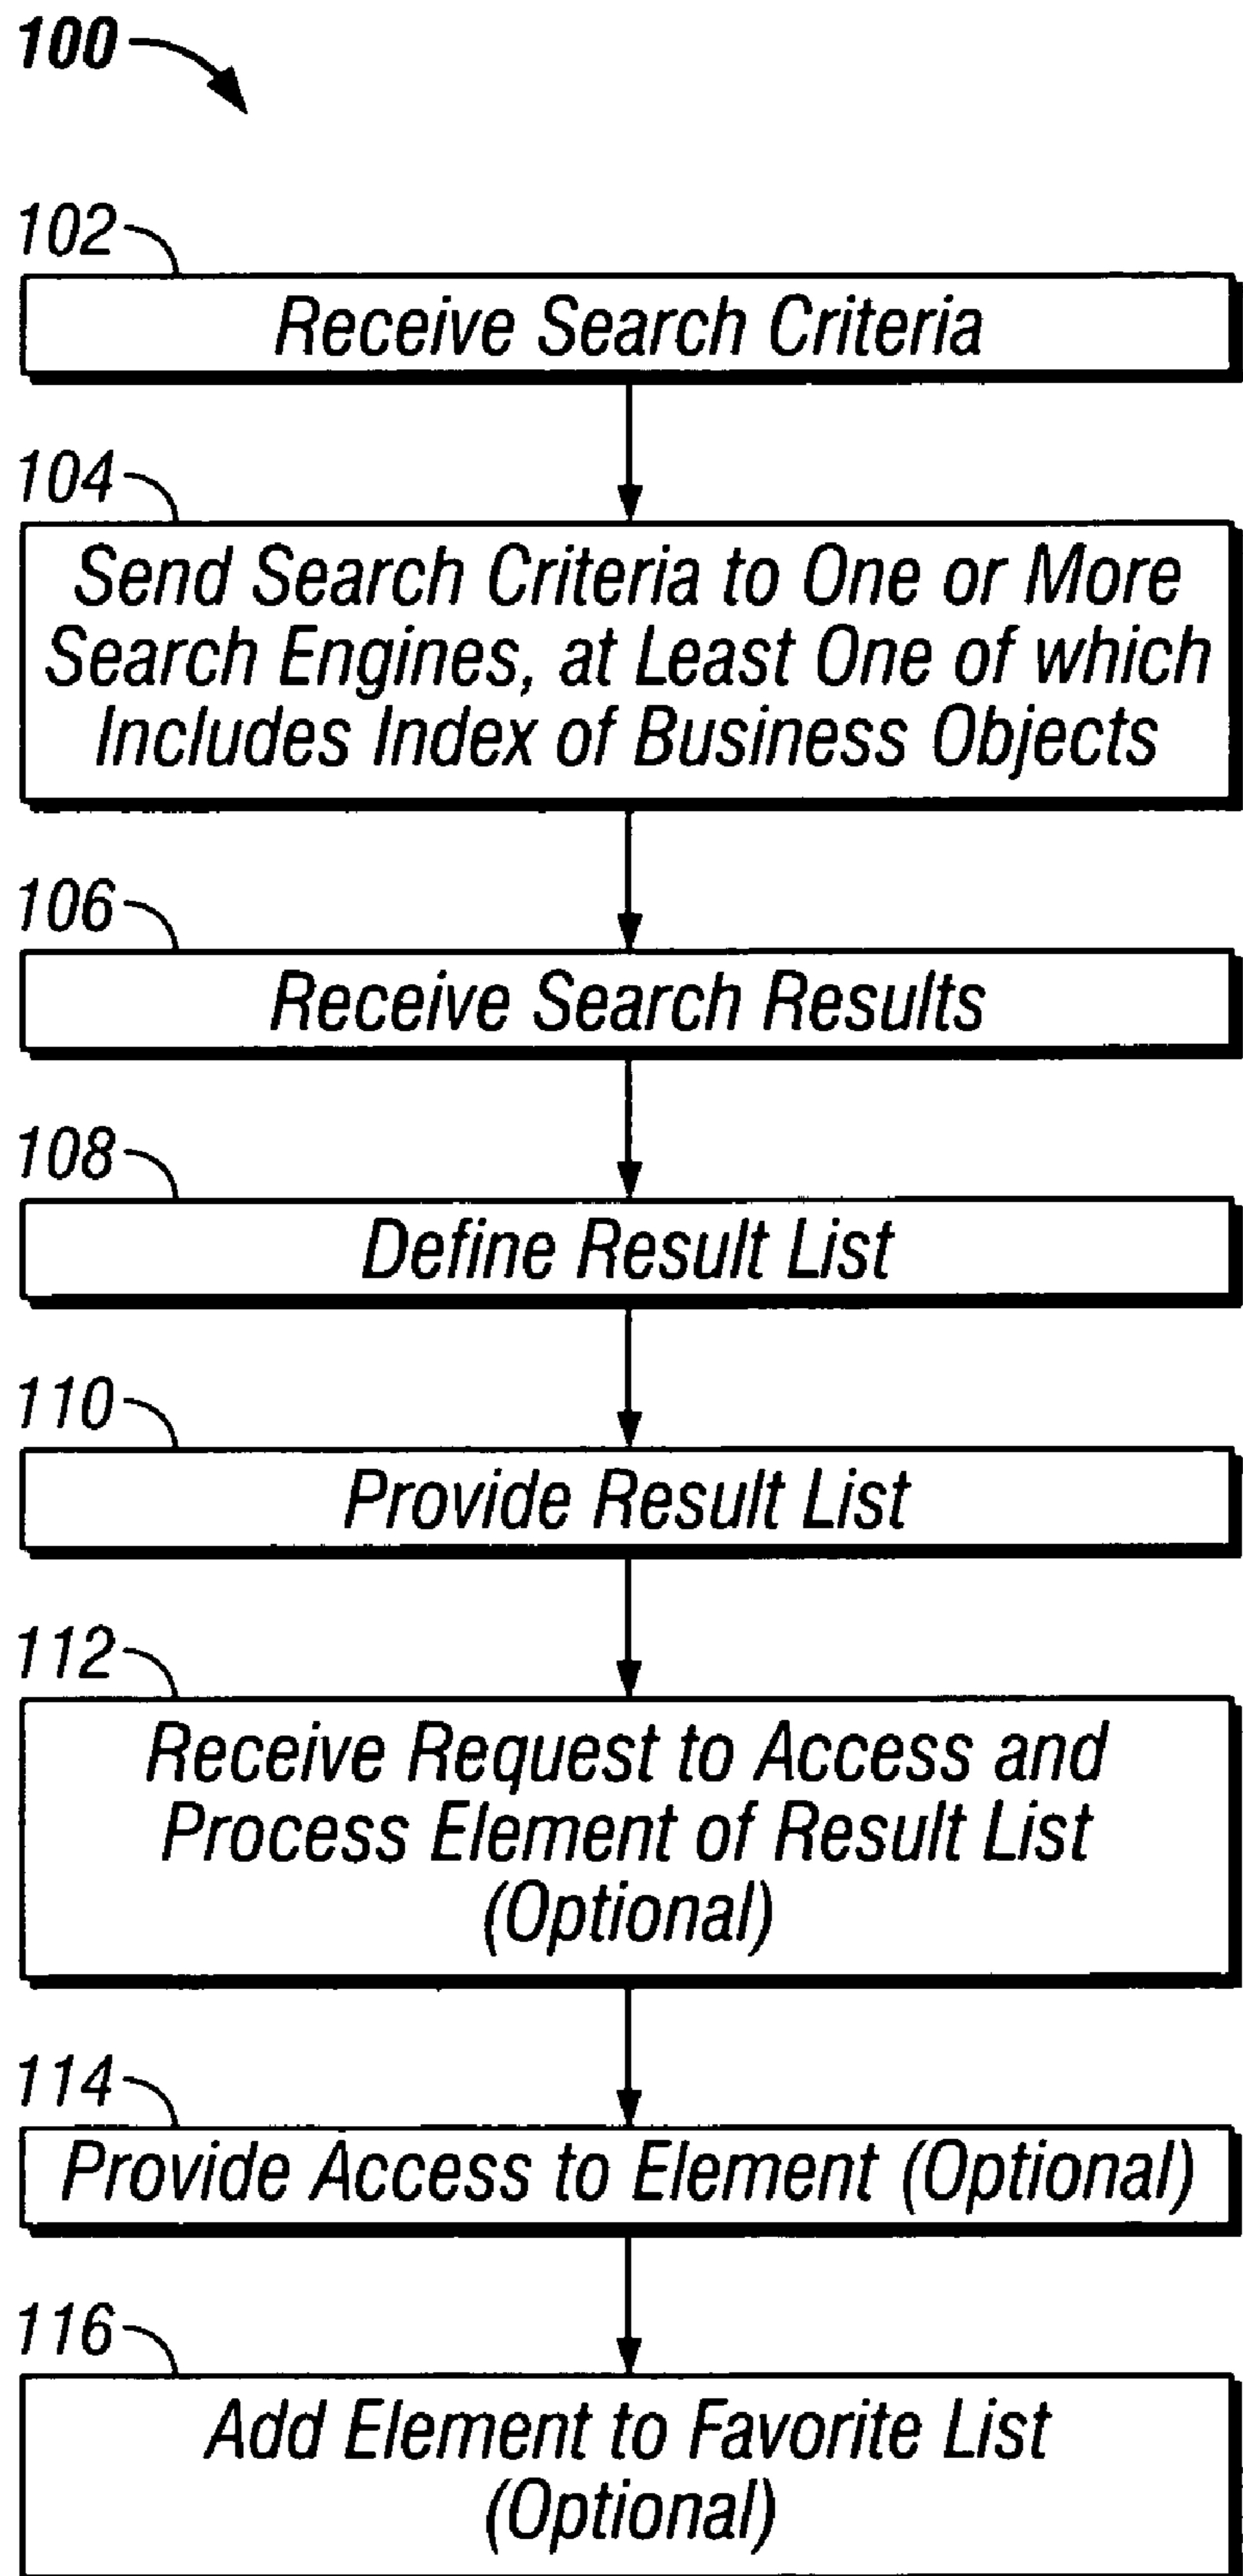 100
102
Receive Search Criteria
104
Send Search Criteria to One or More
Search Engines, at Least One of which
Includes Index of Business Objects
106
Receive Search Results
108
Define Result List
110
Provide Result List
112
Receive Request to Access and
Process Element of Result List
(Optional)
114
Provide Access to Element (Optional)
116
Add Element to Favorite List
(Optional)